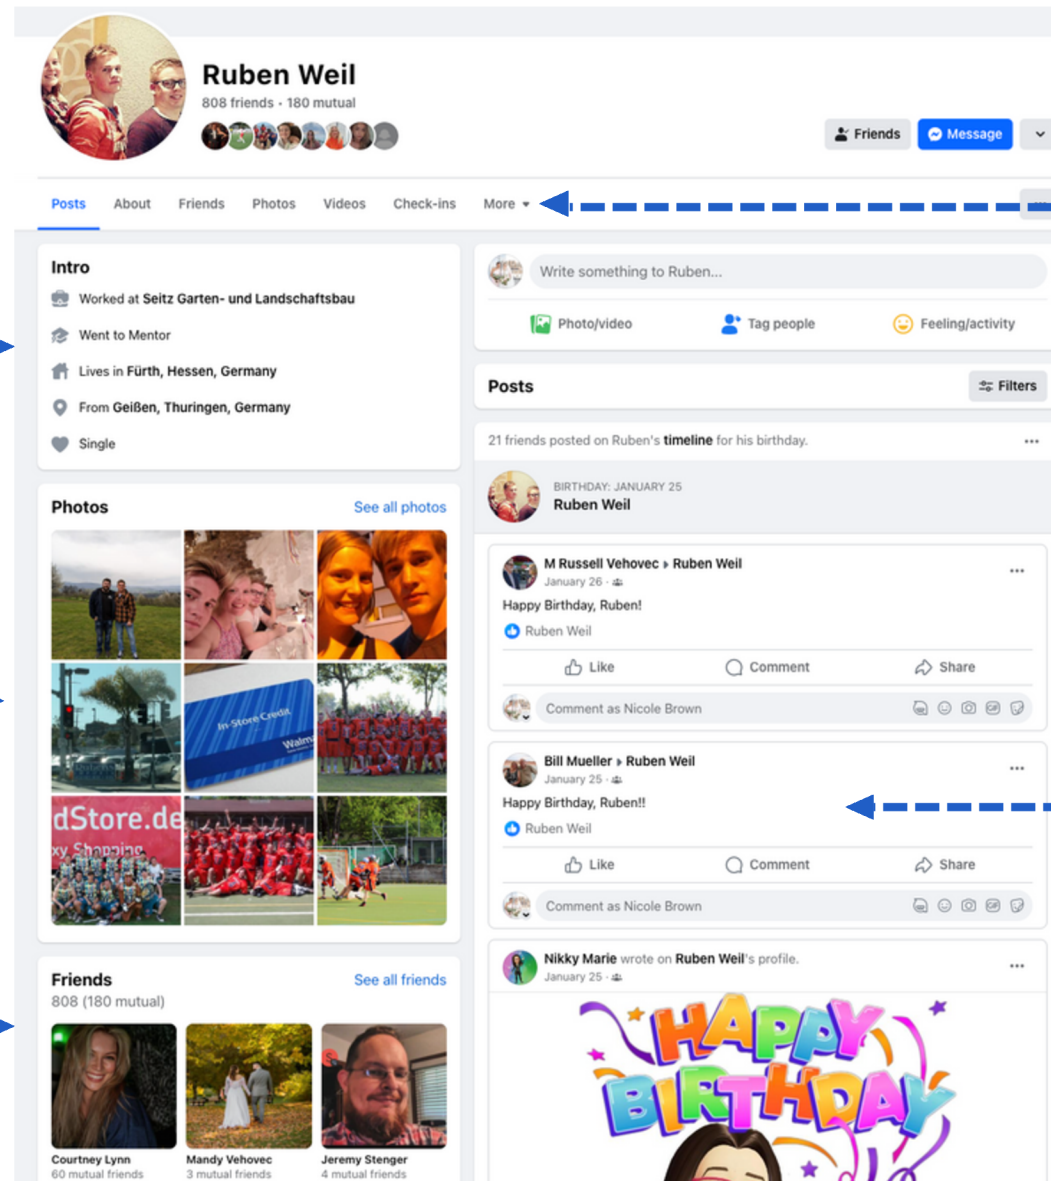 Ruben Weil
808 friends · 180 mutual
Friends
Message
Posts
About
Friends
Photos
Videos
Check-ins
More
Intro
Worked at Seitz Garten- und Landschaftsbau
Went to Mentor
Lives in Fürth, Hessen, Germany
From Geißen, Thuringen, Germany
Single
Photos
See all photos
In-Store Credit
Walm
dStore.de
xy Shopping
Friends
See all friends
808 (180 mutual)
Courtney Lynn
60 mutual friends
Mandy Vehovec
3 mutual friends
Jeremy Stenger
4 mutual friends
Write something to Ruben...
Photo/video
Tag people
Feeling/activity
Posts
Filters
21 friends posted on Ruben's timeline for his birthday.
BIRTHDAY: JANUARY 25
Ruben Weil
M Russell Vehovec ▸ Ruben Weil
January 26 ·
Happy Birthday, Ruben!
Ruben Weil
Like
Comment
Share
Comment as Nicole Brown
GIF
Bill Mueller ▸ Ruben Weil
January 25 ·
Happy Birthday, Ruben!!
Ruben Weil
Like
Comment
Share
Comment as Nicole Brown
GIF
Nikky Marie wrote on Ruben Weil's profile.
January 25 ·
HAPPY
BIRTHDAY